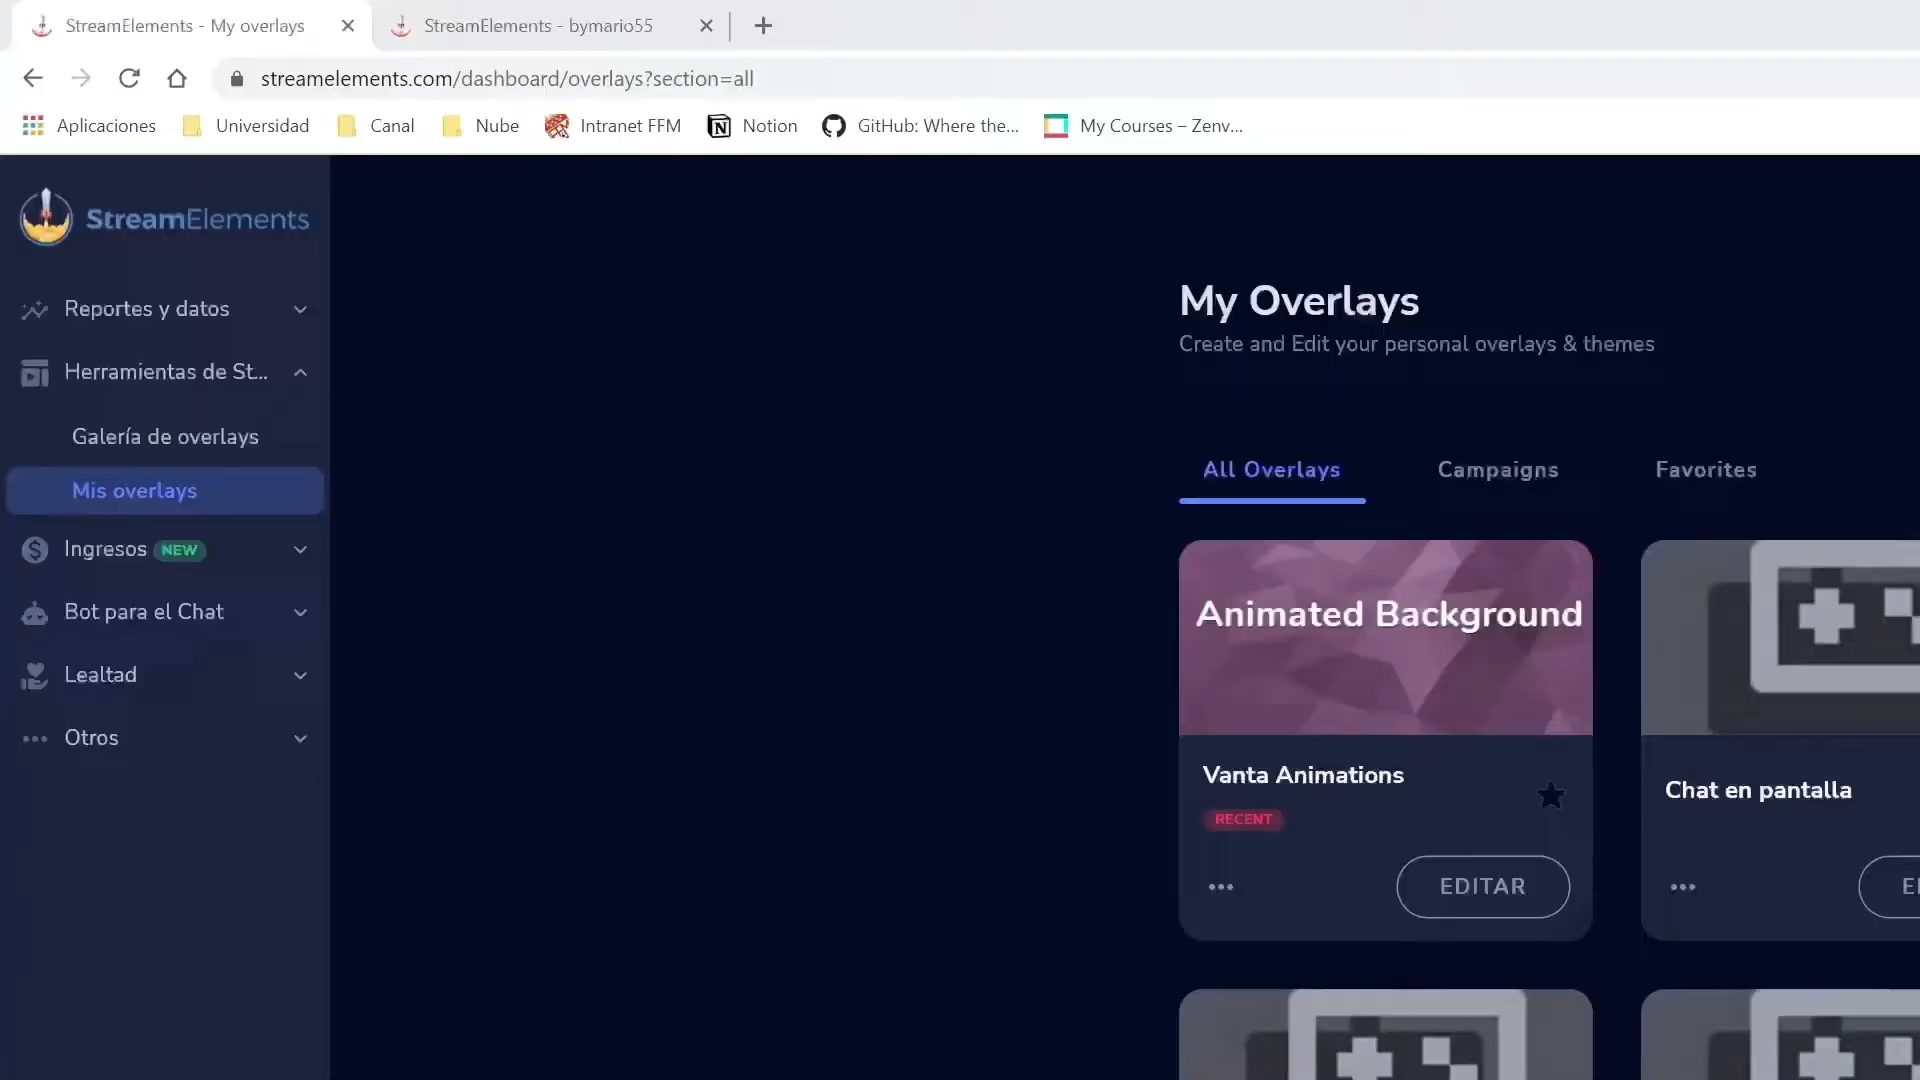 StreamElements - My overlays
StreamElements - bymario55
streamelements.com/dashboard/overlays?section=all
Aplicaciones
Universidad
Canal
Nube
Intranet FFM
Notion
GitHub: Where the...
My Courses – Zenv...
StreamElements
Reportes y datos
Herramientas de St...
Galería de overlays
Mis overlays
Ingresos NEW
Bot para el Chat
Lealtad
Otros
My Overlays
Create and Edit your personal overlays & themes
All Overlays
Campaigns
Favorites
Animated Background
Vanta Animations
RECENT
EDITAR
Chat en pantalla